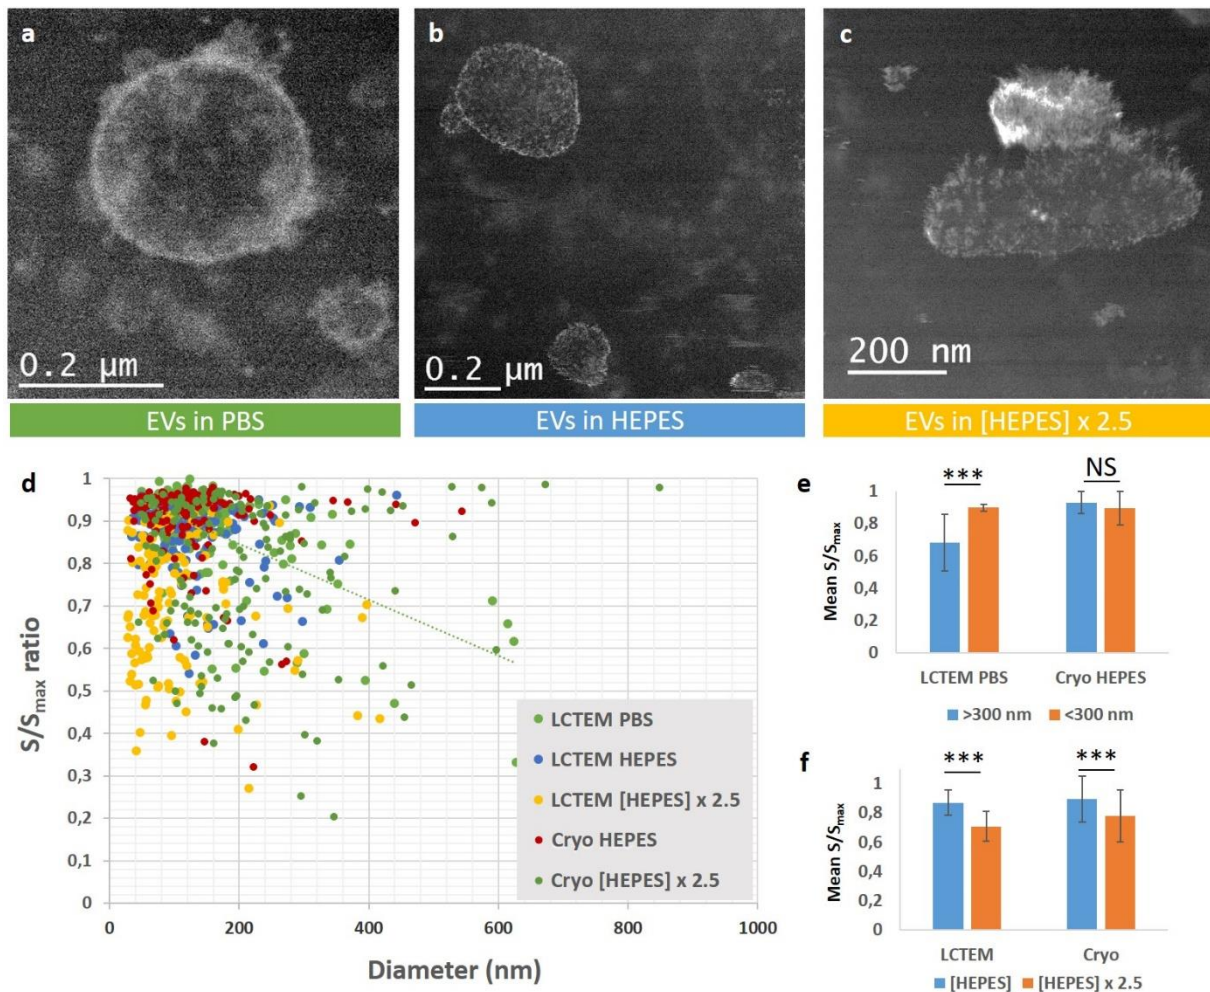 a
b
c
0.2 µm
0.2 µm
200 nm
EVs in PBS
EVs in HEPES
EVs in [HEPES] x 2.5
d
S/Smax ratio
1
0,9
0,8
0,7
0,6
0,5
0,4
0,3
0,2
0,1
0
0 200 400 600 800 1000
Diameter (nm)
LCTEM PBS
LCTEM HEPES
LCTEM [HEPES] x 2.5
Cryo HEPES
Cryo [HEPES] x 2.5
e
Mean S/Smax
1
0,8
0,6
0,4
0,2
0
*** NS
LCTEM PBS Cryo HEPES
>300 nm <300 nm
f
Mean S/Smax
1
0,8
0,6
0,4
0,2
0
*** ***
LCTEM Cryo
[HEPES] [HEPES] x 2.5